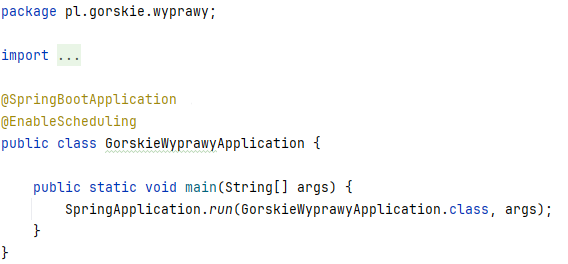 package pl.gorskie.wyprawy;
import ...
@SpringBootApplication
@EnableScheduling
public class GorskieWyprawyApplication {
public static void main(String[] args) {
SpringApplication.run(GorskieWyprawyApplication.class, args);
}
}